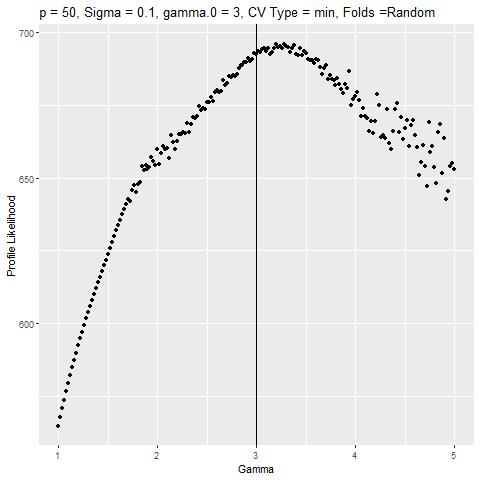 p = 50, Sigma = 0.1, gamma.0 = 3, CV Type = min, Folds =Random
Profile Likelihood
700
650
600
1
2
3
4
5
Gamma